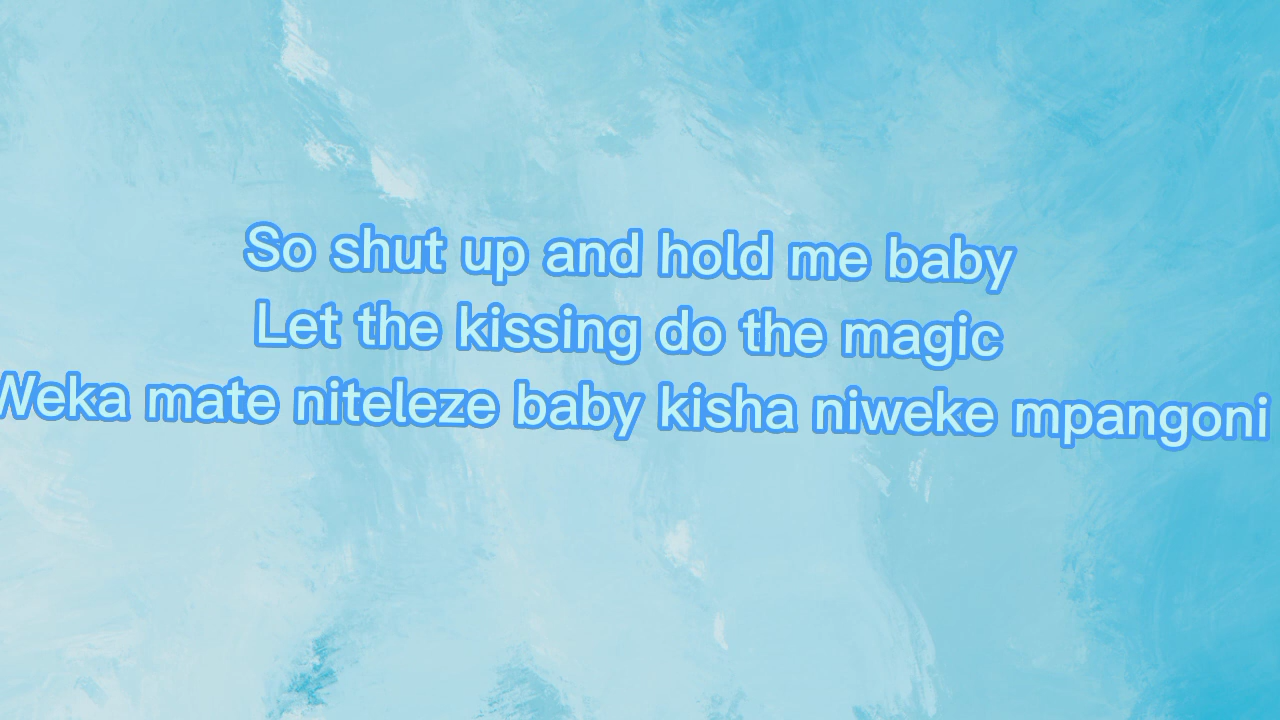 So shut up and hold me baby
Let the kissing do the magic
Weka mate niteleze baby kisha niweke mpangoni